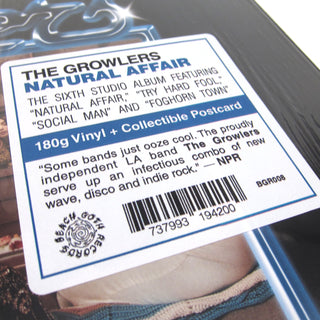 THE GROWLERS
NATURAL AFFAIR
THE SIXTH STUDIO ALBUM FEATURING
"NATURAL AFFAIR," "TRY HARD FOOL,"
"SOCIAL MAN" AND "FOGHORN TOWN"
180g Vinyl + Collectible Postcard
"Some bands just ooze cool. The proudly
independent LA band The Growlers
serve up an infectious combo of new
wave, disco and indie rock." — NPR
BEACH GOTH RECORDS
737993 194200
BGR008